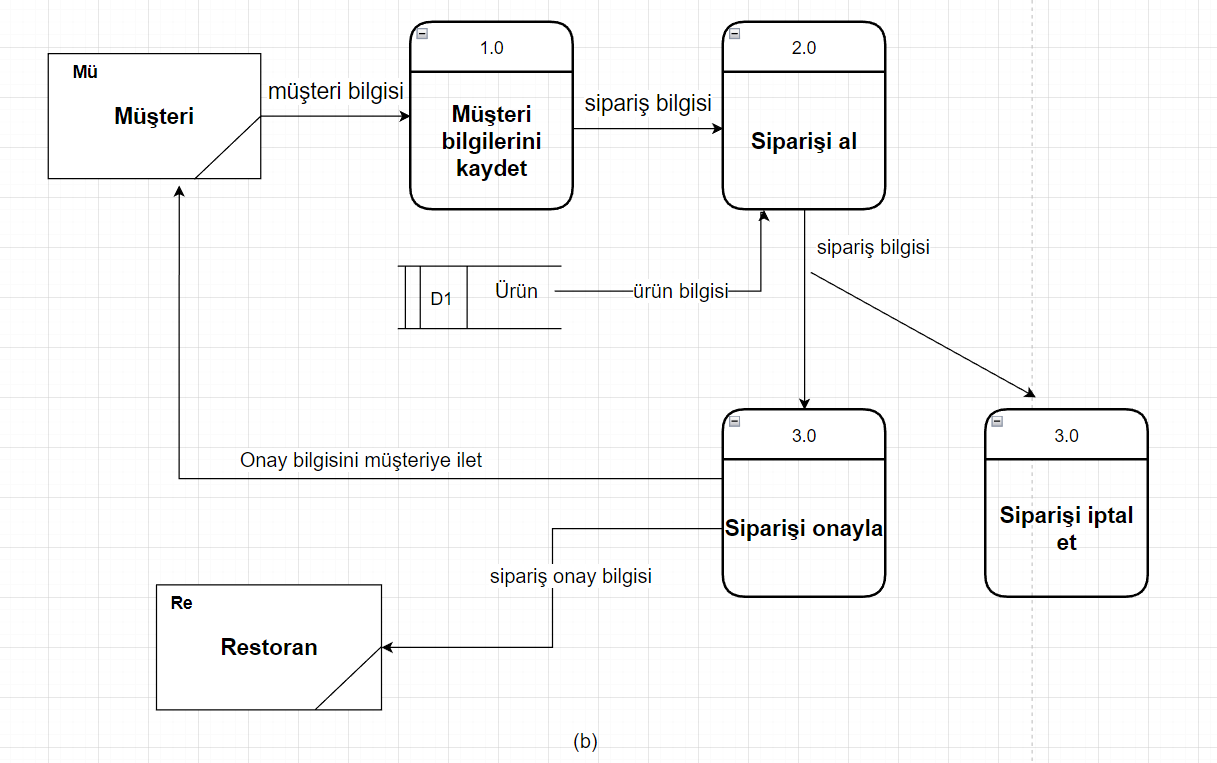 Mü
Müşteri
müşteri bilgisi
1.0
Müşteri
bilgilerini
kaydet
sipariş bilgisi
2.0
Siparişi al
D1
Ürün
ürün bilgisi
sipariş bilgisi
Onay bilgisini müşteriye ilet
3.0
Siparişi onayla
3.0
Siparişi iptal
et
sipariş onay bilgisi
Re
Restoran
(b)